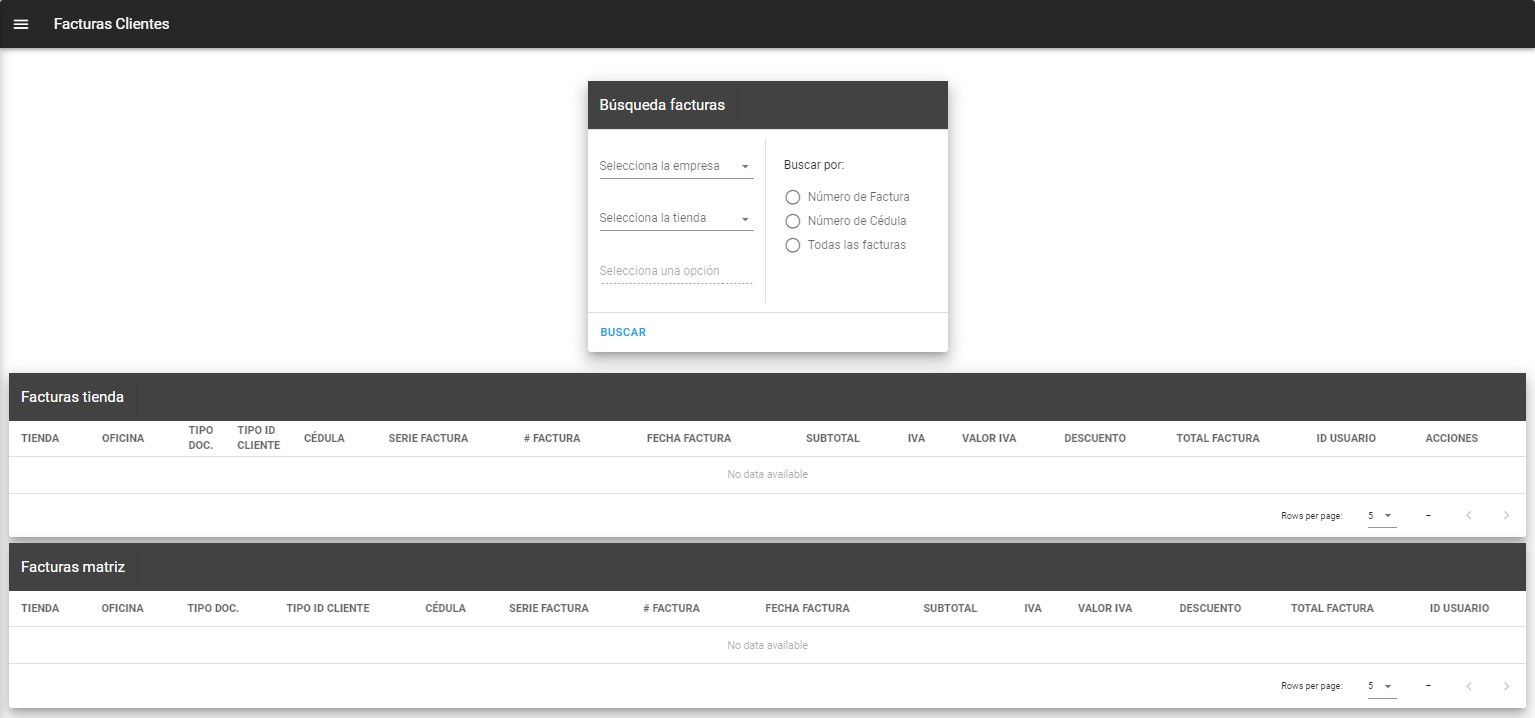 Facturas Clientes
Búsqueda facturas
Selecciona la empresa
Selecciona la tienda
Selecciona una opción
Buscar por:
Número de Factura
Número de Cédula
Todas las facturas
BUSCAR
Facturas tienda
TIENDA OFICINA TIPO DOC. TIPO ID CLIENTE CÉDULA SERIE FACTURA # FACTURA FECHA FACTURA SUBTOTAL IVA VALOR IVA DESCUENTO TOTAL FACTURA ID USUARIO ACCIONES
No data available
Rows per page: 5 –
Facturas matriz
TIENDA OFICINA TIPO DOC. TIPO ID CLIENTE CÉDULA SERIE FACTURA # FACTURA FECHA FACTURA SUBTOTAL IVA VALOR IVA DESCUENTO TOTAL FACTURA ID USUARIO
No data available
Rows per page: 5 –